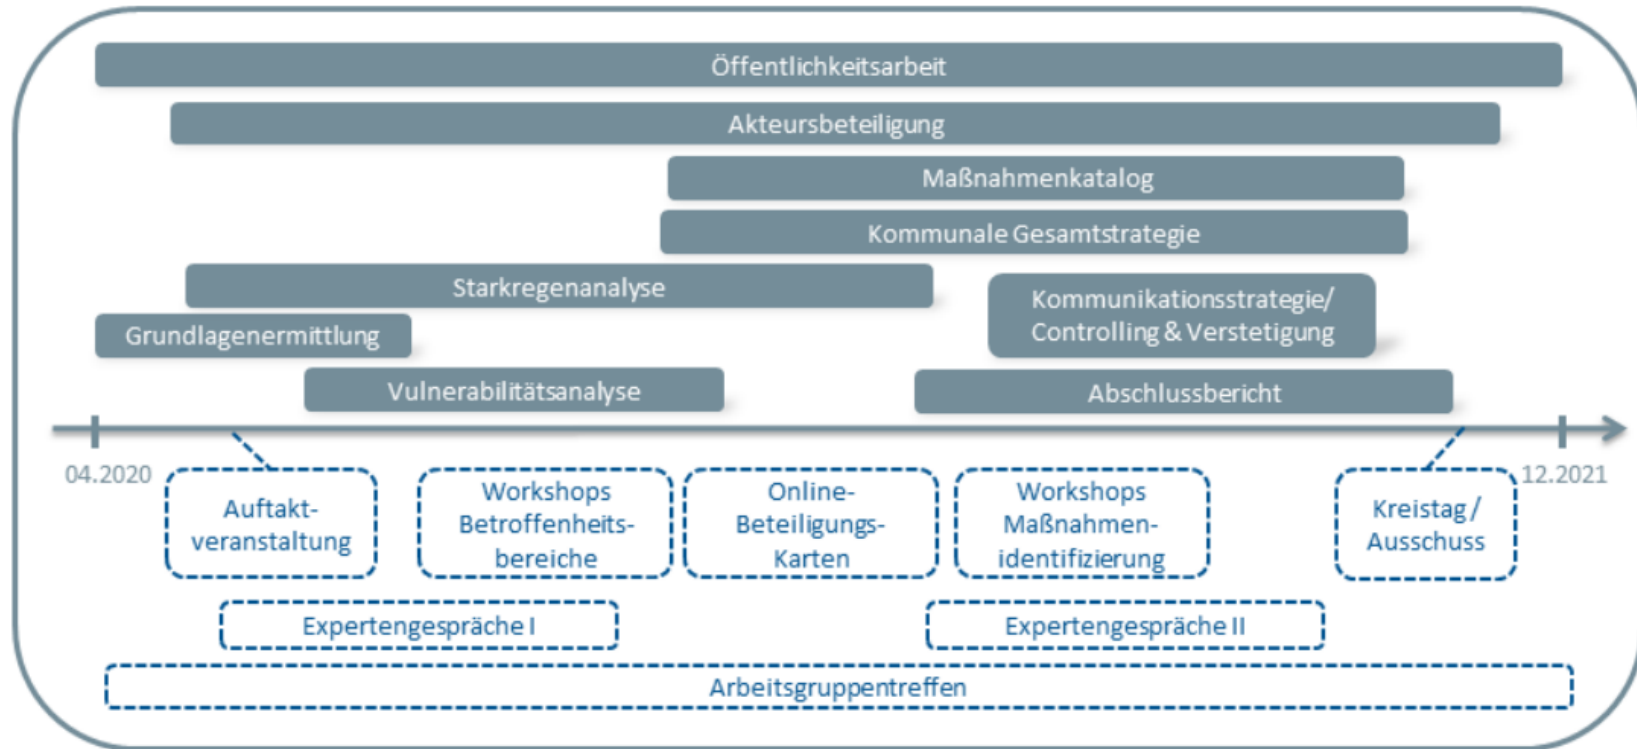 Öffentlichkeitsarbeit
Akteursbeteiligung
Maßnahmenkatalog
Kommunale Gesamtstrategie
Starkregenanalyse
Kommunikationsstrategie/
Controlling & Verstetigung
Grundlagenermittlung
Vulnerabilitätsanalyse
Abschlussbericht
04.2020
12.2021
Auftakt-
veranstaltung
Workshops
Betroffenheits-
bereiche
Online-
Beteiligungs-
Karten
Workshops
Maßnahmen-
identifizierung
Kreistag /
Ausschuss
Expertengespräche I
Expertengespräche II
Arbeitsgruppentreffen